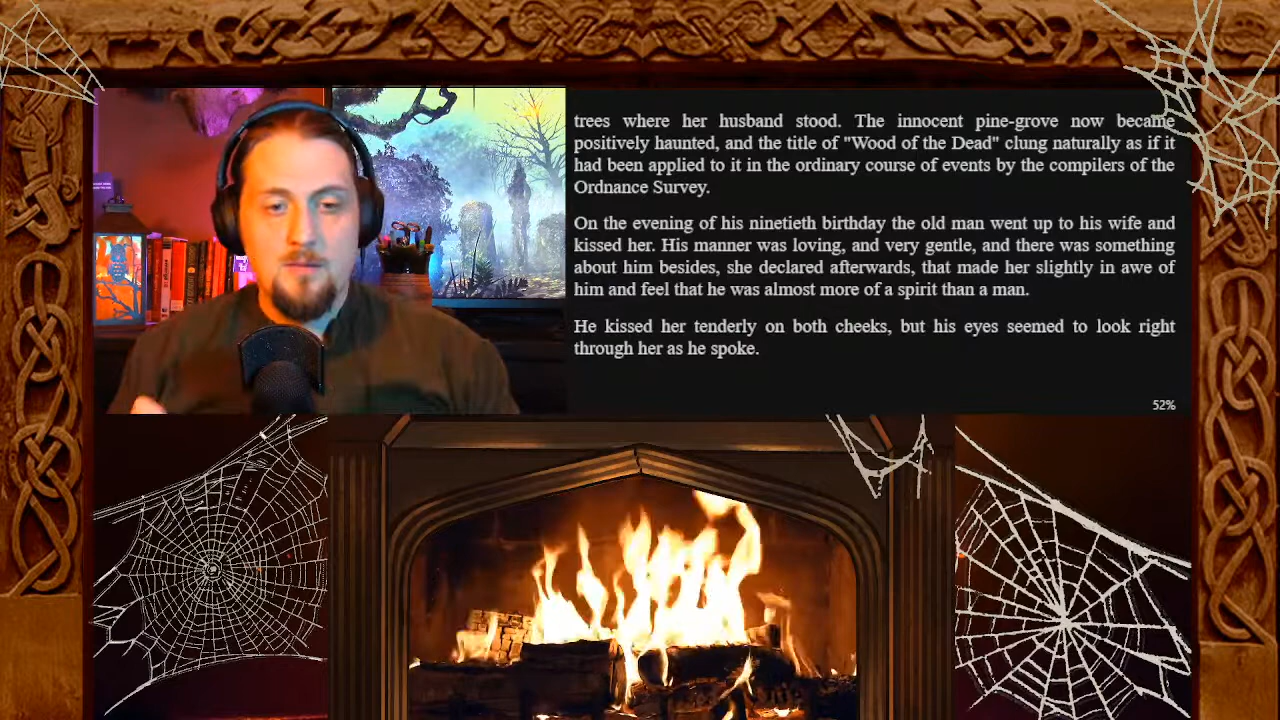 trees where her husband stood. The innocent pine-grove now became
positively haunted, and the title of "Wood of the Dead" clung naturally as if it
had been applied to it in the ordinary course of events by the compilers of the
Ordnance Survey.
On the evening of his ninetieth birthday the old man went up to his wife and
kissed her. His manner was loving, and very gentle, and there was something
about him besides, she declared afterwards, that made her slightly in awe of
him and feel that he was almost more of a spirit than a man.
He kissed her tenderly on both cheeks, but his eyes seemed to look right
through her as he spoke.
52%